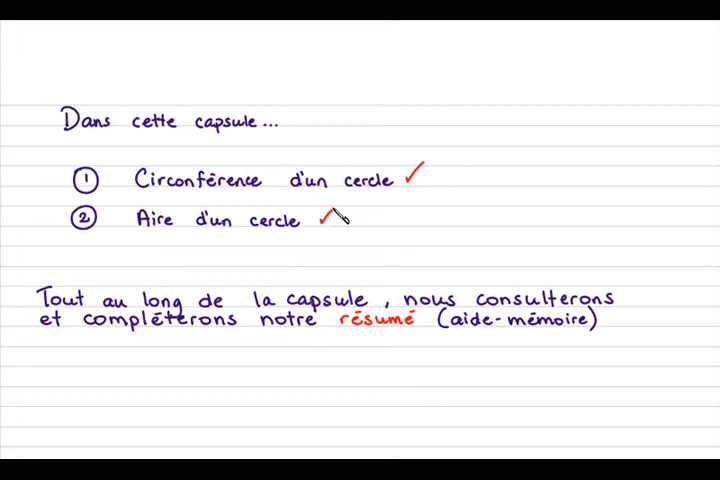 Dans cette capsule...
1 Circonférence d'un cercle ✓
2 Aire d'un cercle ✓
Tout au long de la capsule, nous consulterons
et compléterons notre résumé (aide-mémoire)